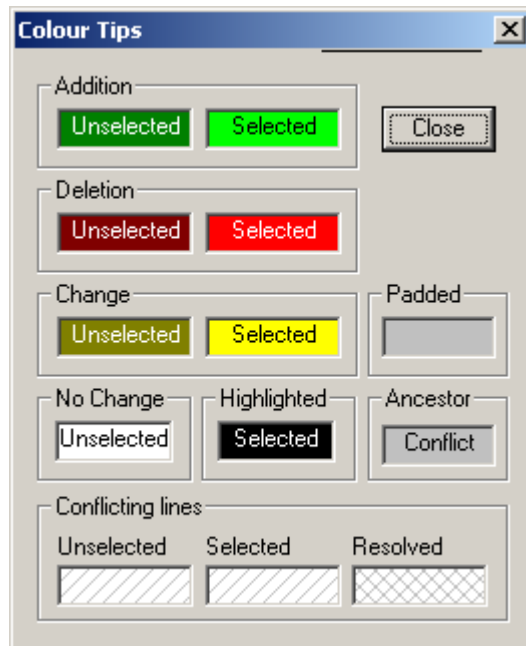 Colour Tips
Addition
Unselected Selected
Close
Deletion
Unselected Selected
Change
Unselected Selected
Padded
No Change
Unselected
Highlighted
Selected
Ancestor
Conflict
Conflicting lines
Unselected Selected Resolved